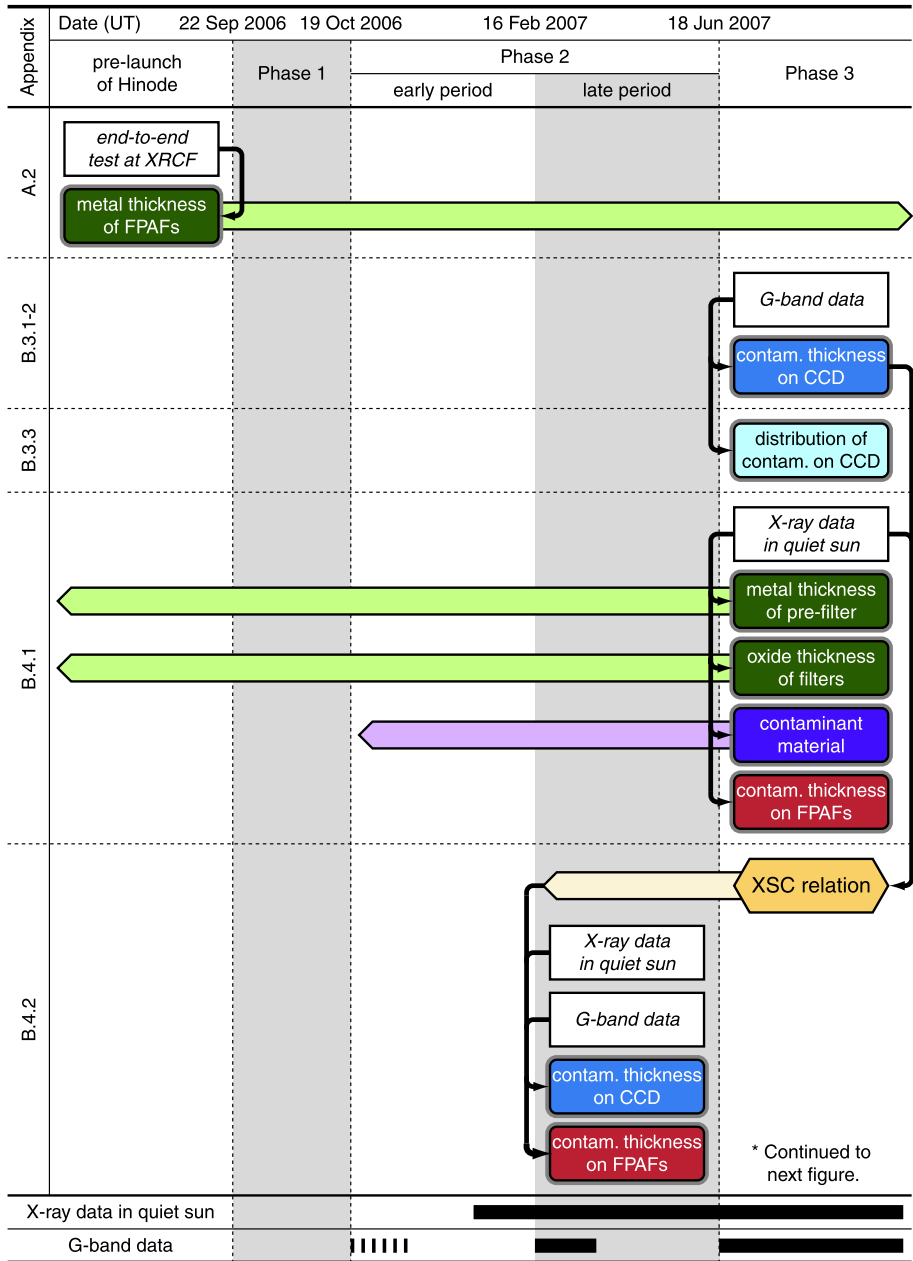 Appendix
Date (UT)
22 Sep 2006
19 Oct 2006
16 Feb 2007
18 Jun 2007
pre-launch
of Hinode
Phase 1
Phase 2
early period
late period
Phase 3
A.2
end-to-end
test at XRCF
metal thickness
of FPAFs
B.3.1-2
G-band data
contam. thickness
on CCD
B.3.3
distribution of
contam. on CCD
B.4.1
X-ray data
in quiet sun
metal thickness
of pre-filter
oxide thickness
of filters
contaminant
material
contam. thickness
on FPAFs
B.4.2
XSC relation
X-ray data
in quiet sun
G-band data
contam. thickness
on CCD
contam. thickness
on FPAFs
* Continued to
next figure.
X-ray data in quiet sun
G-band data